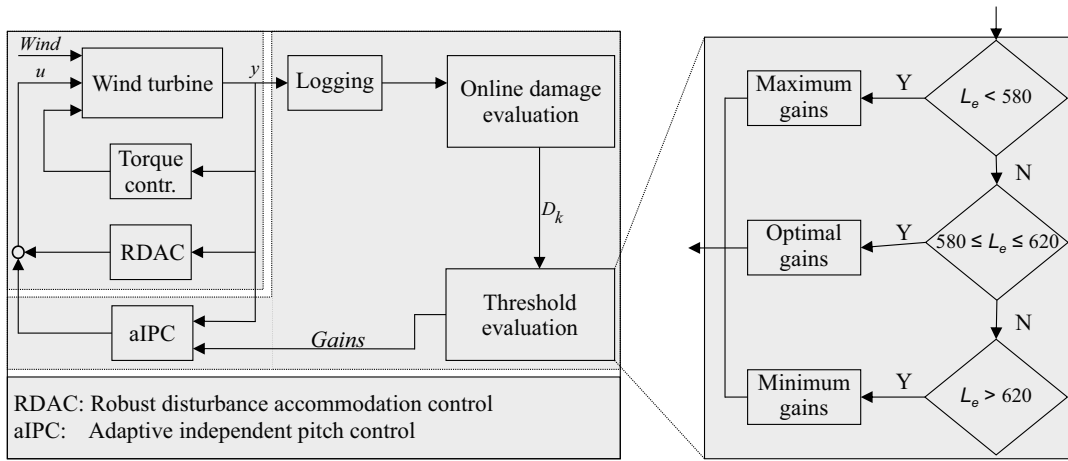 Wind
u
Wind turbine
y
Logging
Online damage
evaluation
Torque
contr.
D_k
RDAC
Threshold
evaluation
aIPC
Gains
RDAC: Robust disturbance accommodation control
aIPC: Adaptive independent pitch control
Maximum
gains
Y
L_e < 580
N
Optimal
gains
Y
580 ≤ L_e ≤ 620
N
Minimum
gains
Y
L_e > 620